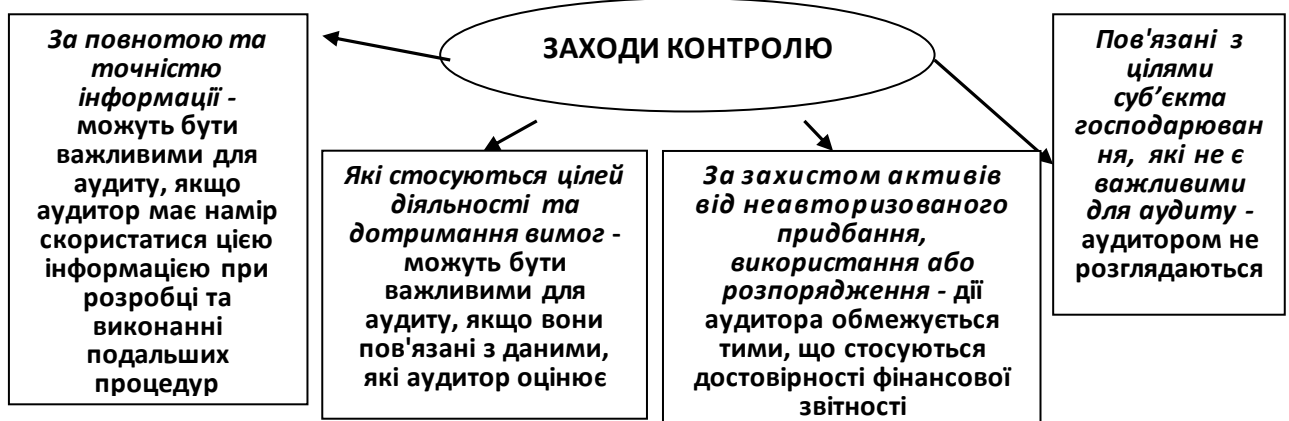 ЗАХОДИ КОНТРОЛЮ
За повнотою та
точністю
інформації -
можуть бути
важливими для
аудиту, якщо
аудитор має намір
скористатися цією
інформацією при
розробці та
виконанні
подальших
процедур
Які стосуються цілей
діяльності та
дотримання вимог -
можуть бути
важливими для
аудиту, якщо вони
пов'язані з даними,
які аудитор оцінює
За захистом активів
від неавторизованого
придбання,
використання або
розпорядження - дії
аудитора обмежується
тими, що стосуються
достовірності фінансової
звітності
Пов'язані з
цілями
суб’єкта
господарюван
ня, які не є
важливими
для аудиту -
аудитором не
розглядаються